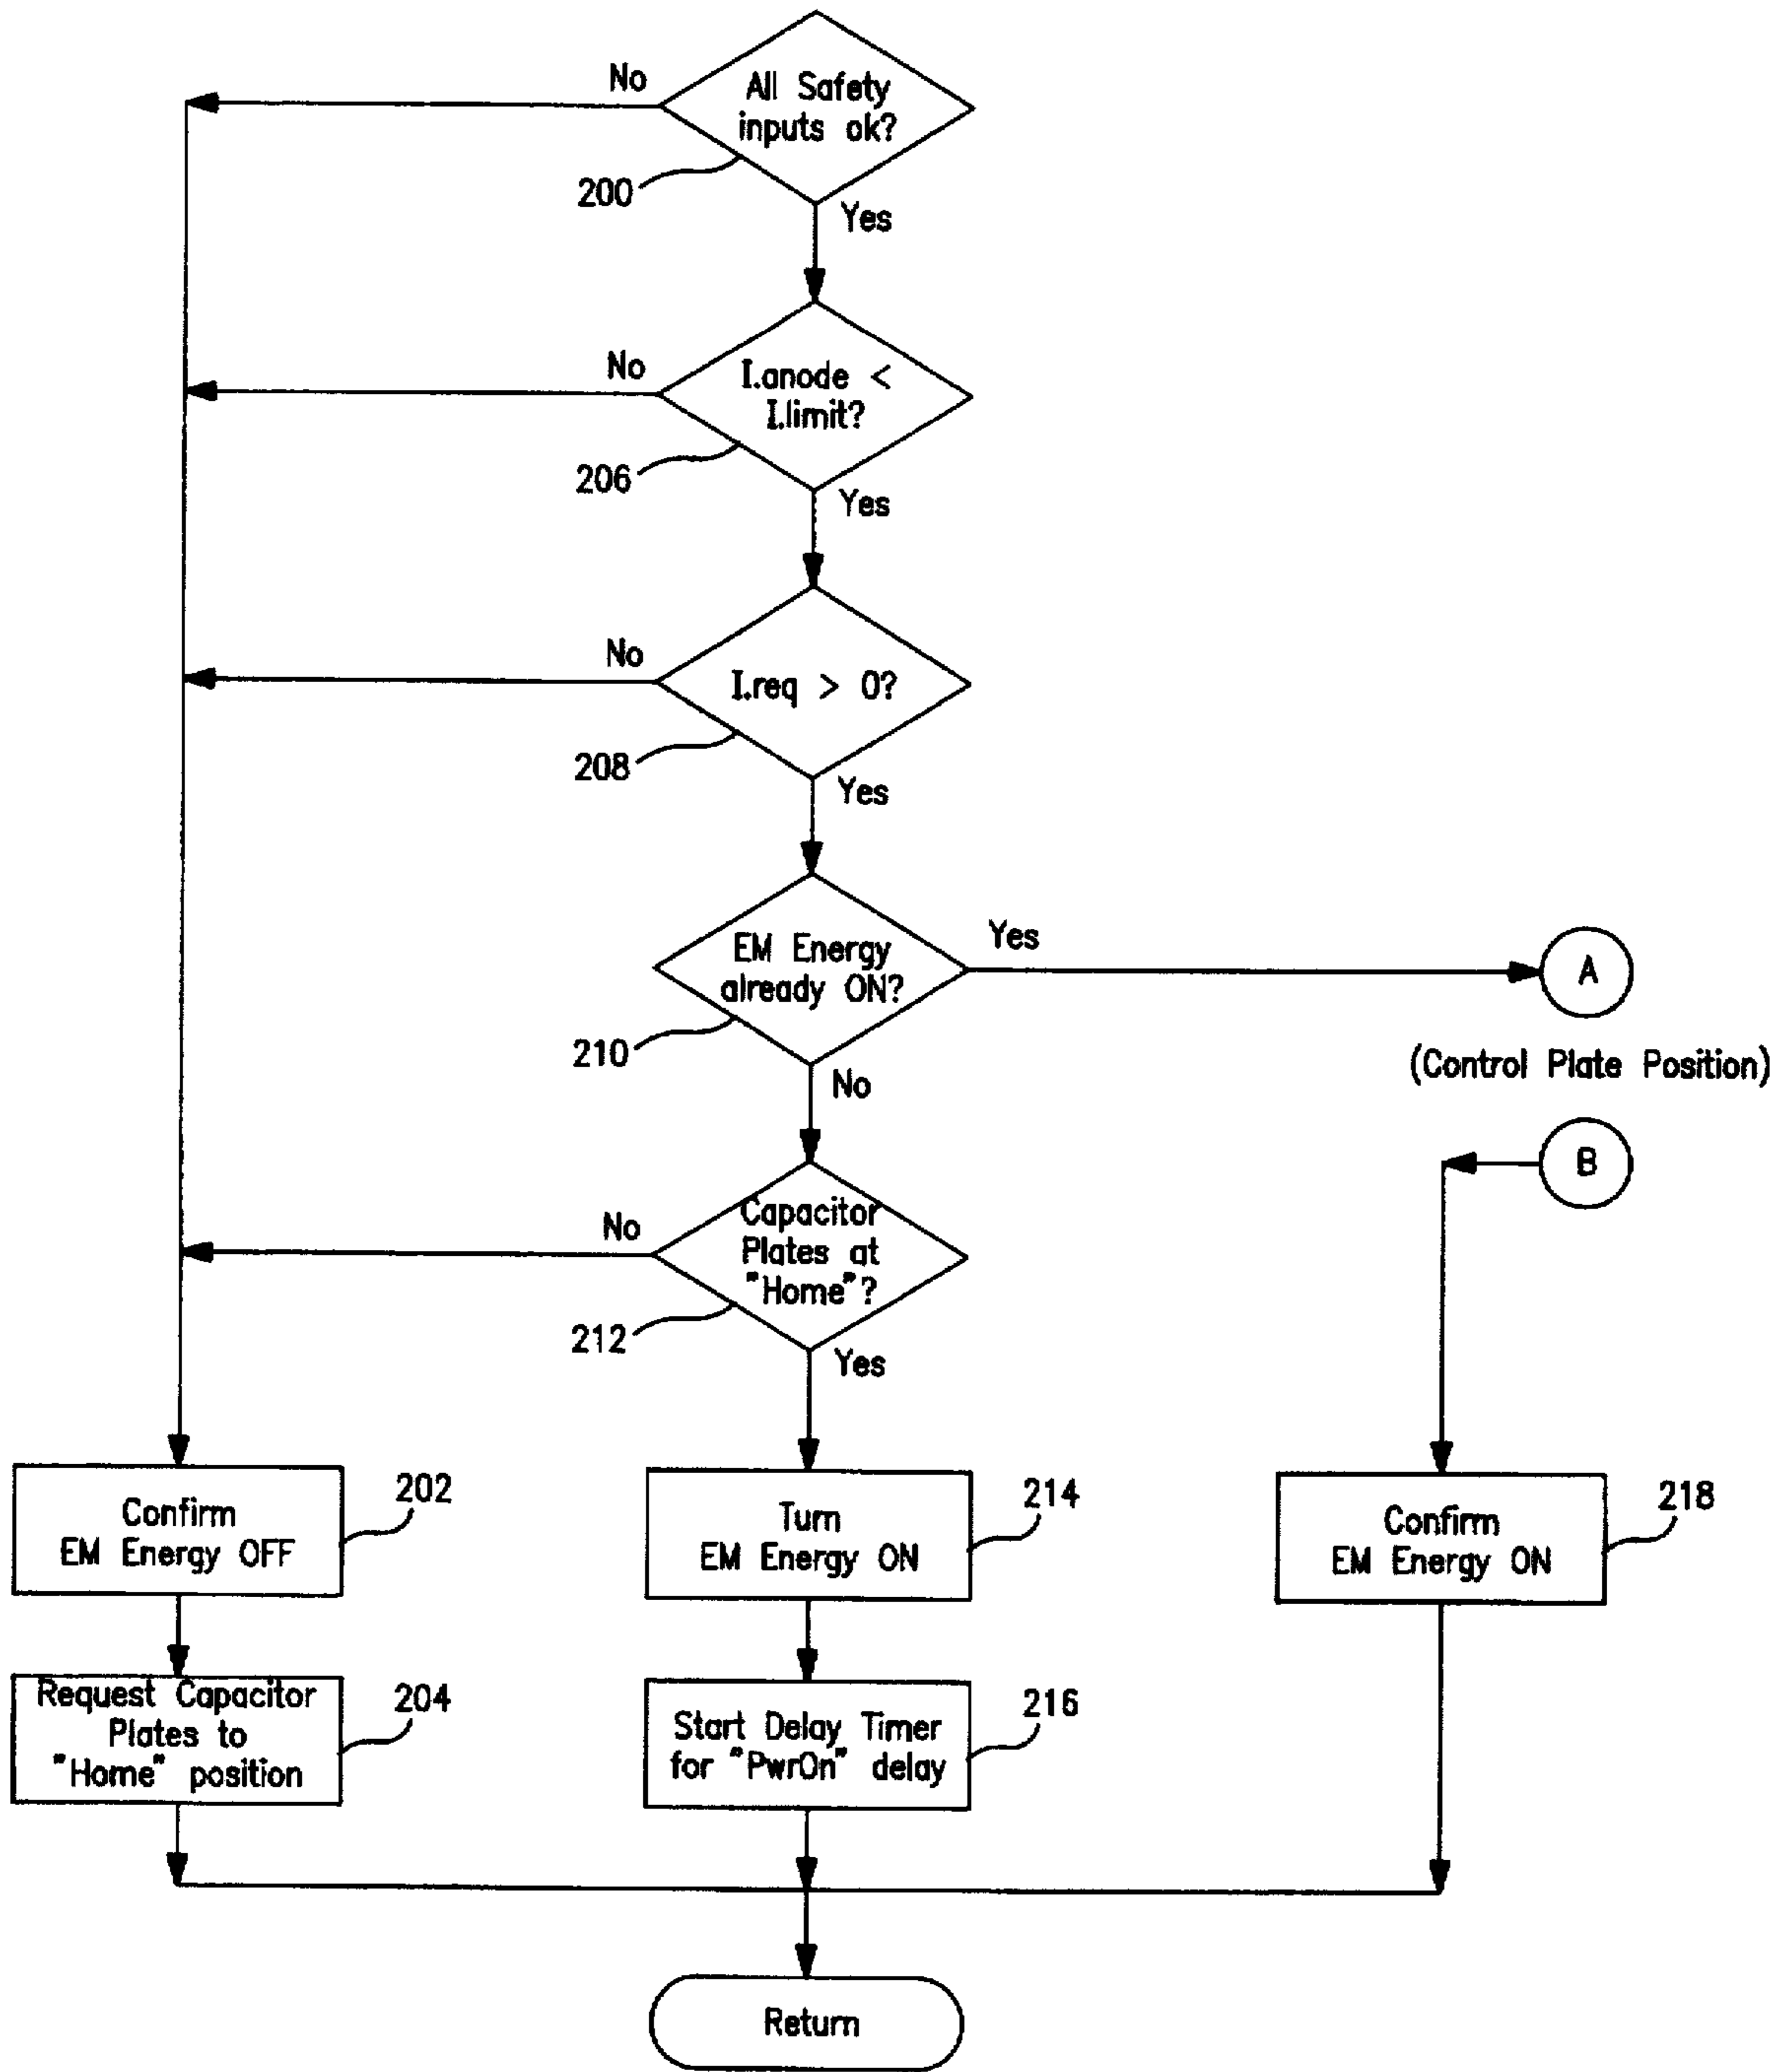 All Safety
inputs ok?
No
200
Yes
I.anode <
I.limit?
No
206
Yes
I.req > 0?
No
208
Yes
EM Energy
already ON?
Yes
A
210
No
(Control Plate Position)
B
Capacitor
Plates at
"Home"?
No
212
Yes
Confirm
EM Energy OFF
202
Turn
EM Energy ON
214
Confirm
EM Energy ON
218
Request Capacitor
Plates to
"Home" position
204
Start Delay Timer
for "PwrOn" delay
216
Return